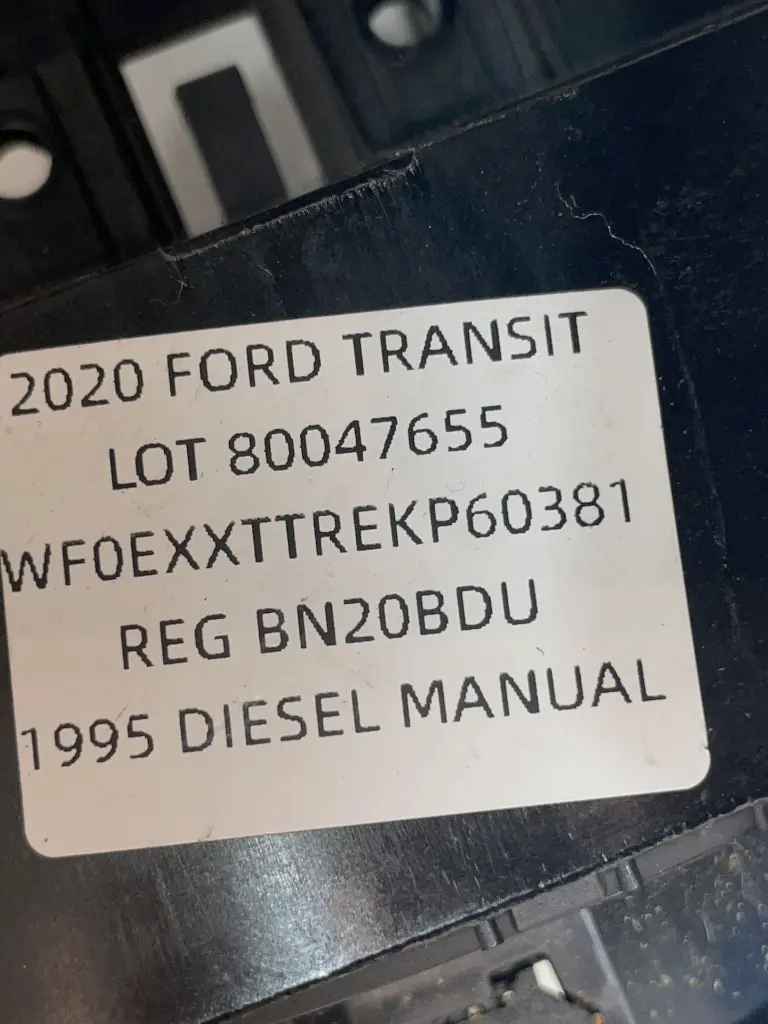 2020 FORD TRANSIT
LOT 80047655
WF0EXXTTREKP60381
REG BN20BDU
1995 DIESEL MANUAL